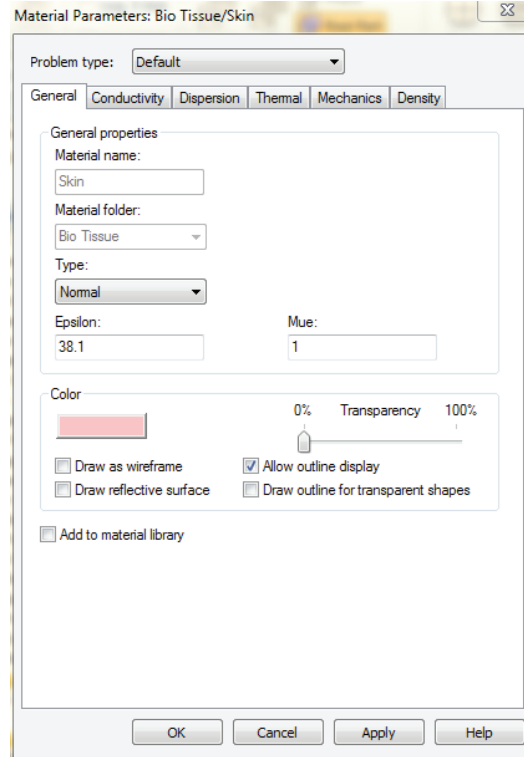 Material Parameters: Bio Tissue/Skin
Problem type: Default
General Conductivity Dispersion Thermal Mechanics Density
General properties
Material name:
Skin
Material folder:
Bio Tissue
Type:
Normal
Epsilon: Mue:
38.1 1
Color
0% Transparency 100%
Draw as wireframe Allow outline display
Draw reflective surface Draw outline for transparent shapes
Add to material library
OK Cancel Apply Help